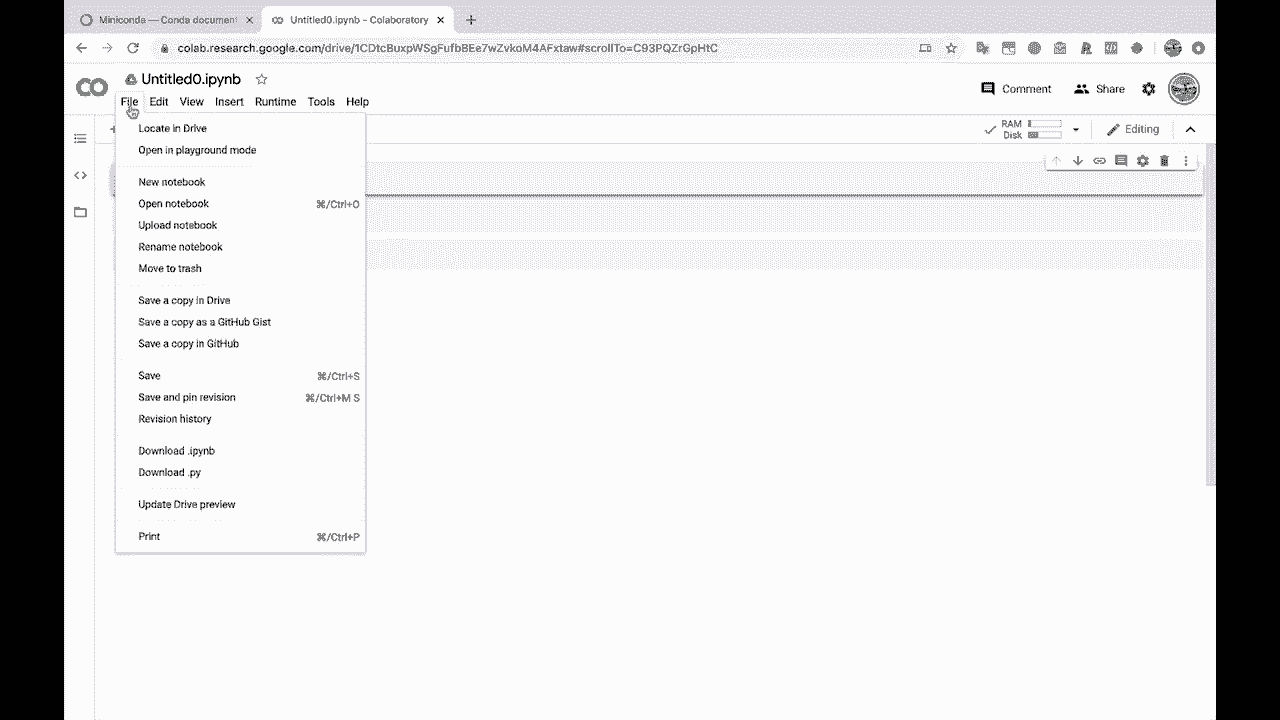 Miniconda — Conda document
Untitled0.ipynb - Colaboratory
colab.research.google.com/drive/1CDtcBuxpWSgFufbBEe7wZvkoM4AFxtaw#scrollTo=C93PQZrGpHtC
CO Untitled0.ipynb
File Edit View Insert Runtime Tools Help
Comment Share
RAM
Disk
Editing
Locate in Drive
Open in playground mode
New notebook
Open notebook ⌘/Ctrl+O
Upload notebook
Rename notebook
Move to trash
Save a copy in Drive
Save a copy as a GitHub Gist
Save a copy in GitHub
Save ⌘/Ctrl+S
Save and pin revision ⌘/Ctrl+M S
Revision history
Download .ipynb
Download .py
Update Drive preview
Print ⌘/Ctrl+P